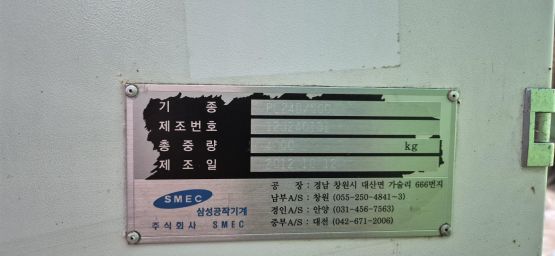 기 종
제조번호
총중량 kg
제조일 2012.10.12
SMEC
삼성공작기계
주식회사 SMEC
공 장 : 경남 창원시 대산면 가술리 666번지
남부A/S : 창원 (055-250-4841~3)
경인A/S : 안양 (031-456-7563)
중부A/S : 대전 (042-671-2006)